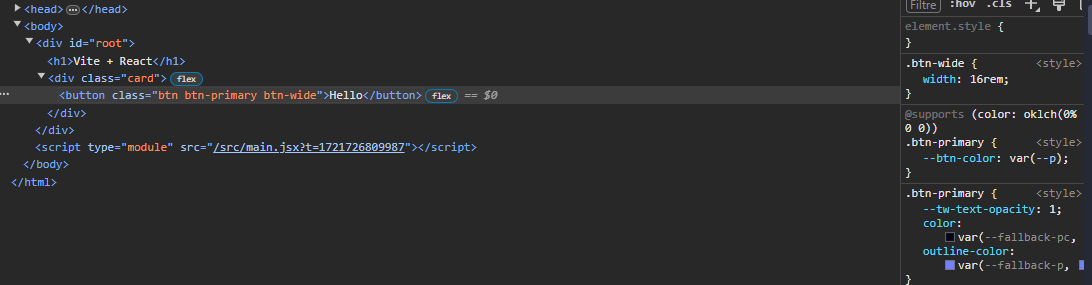 <head> ••• </head>
<body>
<div id="root">
<h1>Vite + React</h1>
<div class="card"> flex
••• <button class="btn btn-primary btn-wide">Hello</button> flex == $0
</div>
</div>
<script type="module" src="/src/main.jsx?t=1721726809987"></script>
</body>
</html>
Filtre :hov .cls
element.style {
}
.btn-wide { <style>
width: 16rem;
}
@supports (color: oklch(0%
0 0))
.btn-primary { <style>
--btn-color: var(--p);
}
.btn-primary { <style>
--tw-text-opacity: 1;
color:
var(--fallback-pc,
outline-color:
var(--fallback-p,
}